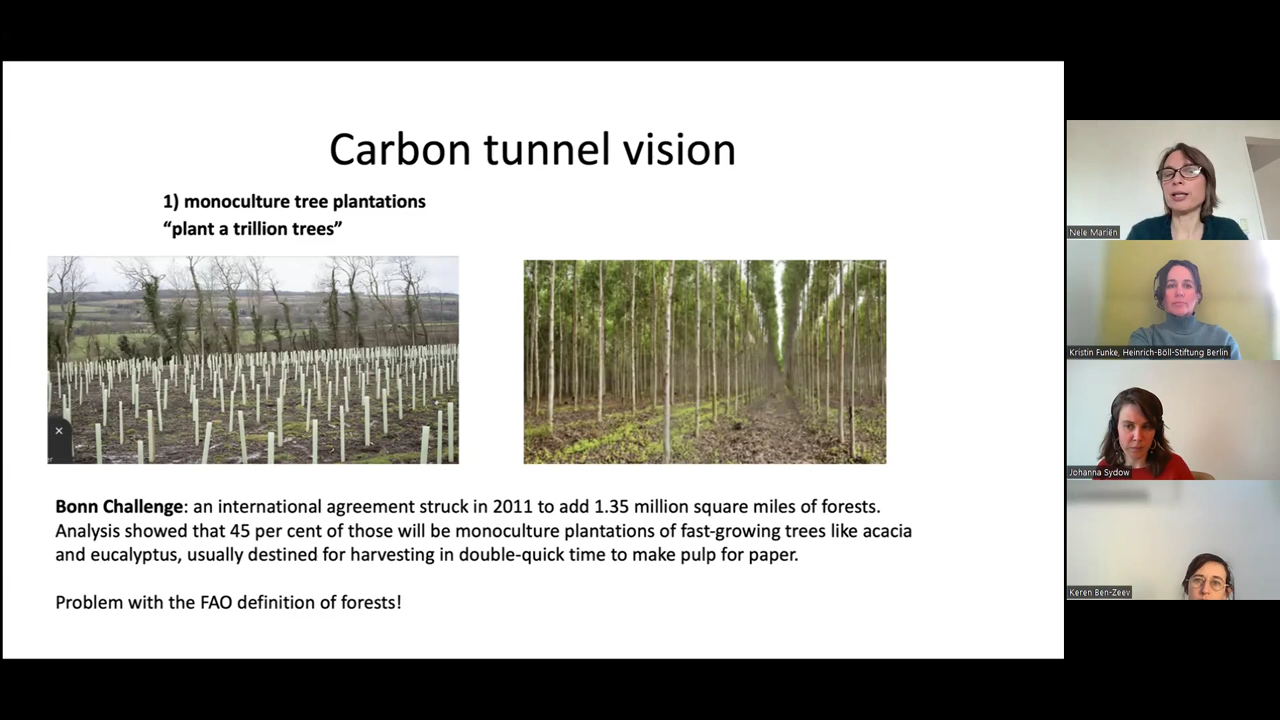 Carbon tunnel vision
1) monoculture tree plantations
“plant a trillion trees”
Bonn Challenge: an international agreement struck in 2011 to add 1.35 million square miles of forests.
Analysis showed that 45 per cent of those will be monoculture plantations of fast-growing trees like acacia
and eucalyptus, usually destined for harvesting in double-quick time to make pulp for paper.
Problem with the FAO definition of forests!
Nele Mariën
Kristin Funke, Heinrich-Böll-Stiftung Berlin
Johanna Sydow
Keren Ben-Zeev